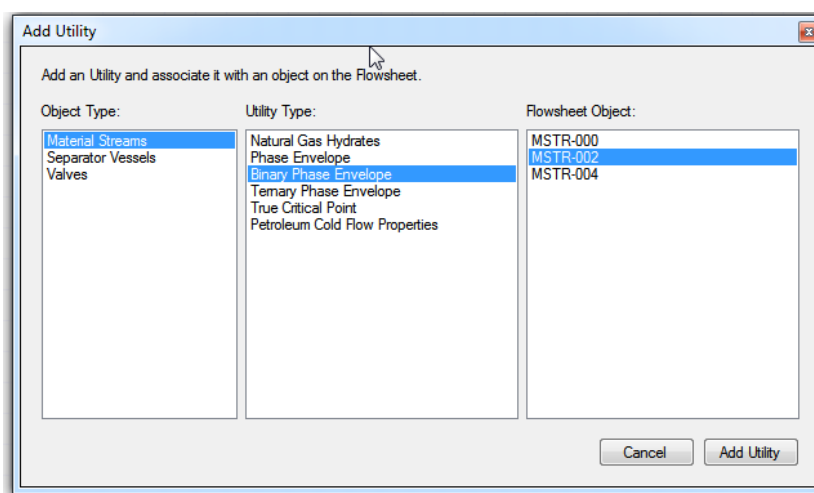 Add Utility
Add an Utility and associate it with an object on the Flowsheet.
Object Type:
Utility Type:
Flowsheet Object:
Material Streams
Separator Vessels
Valves
Natural Gas Hydrates
Phase Envelope
Binary Phase Envelope
Ternary Phase Envelope
True Critical Point
Petroleum Cold Flow Properties
MSTR-000
MSTR-002
MSTR-004
Cancel
Add Utility